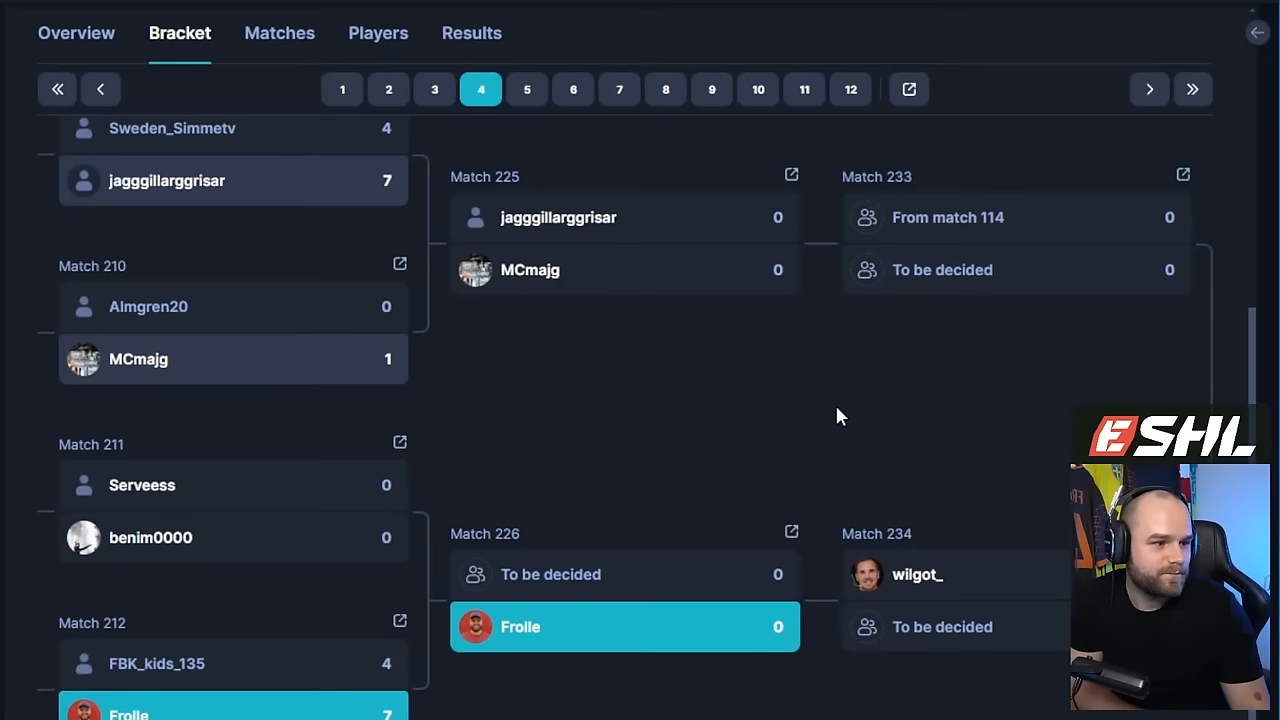 Overview Bracket Matches Players Results
1 2 3 4 5 6 7 8 9 10 11 12
Sweden_Simmetv 4
jagggillarggrisar 7
Match 210
Almgren20 0
MCmajg 1
Match 211
Serveess 0
benim0000 0
Match 212
FBK_kids_135 4
Frolle 7
Match 225
jagggillarggrisar 0
MCmajg 0
Match 226
To be decided 0
Frolle 0
Match 233
From match 114 0
To be decided 0
Match 234
wilgot_
To be decided
ESHL